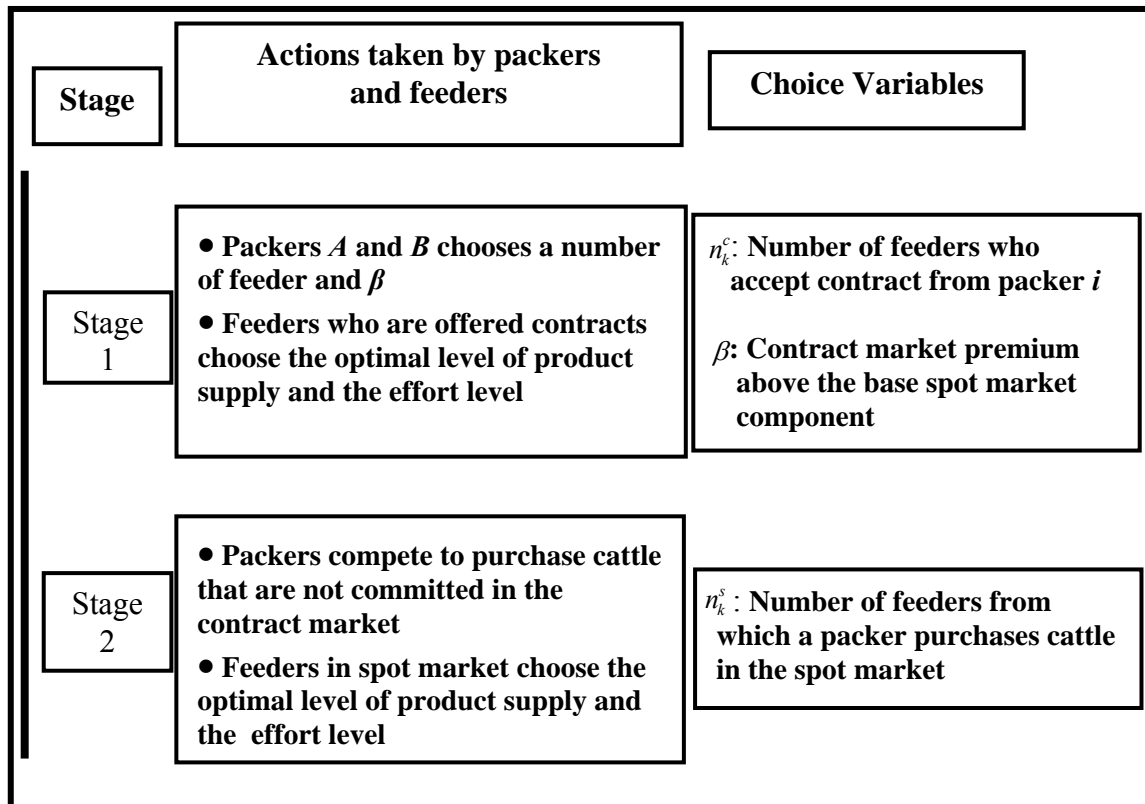 Stage
Actions taken by packers
and feeders
Choice Variables
Stage
1
● Packers A and B chooses a number
of feeder and β
● Feeders who are offered contracts
choose the optimal level of product
supply and the effort level
n_k^c: Number of feeders who
accept contract from packer i
β: Contract market premium
above the base spot market
component
Stage
2
● Packers compete to purchase cattle
that are not committed in the
contract market
● Feeders in spot market choose the
optimal level of product supply and
the effort level
n_k^s : Number of feeders from
which a packer purchases cattle
in the spot market